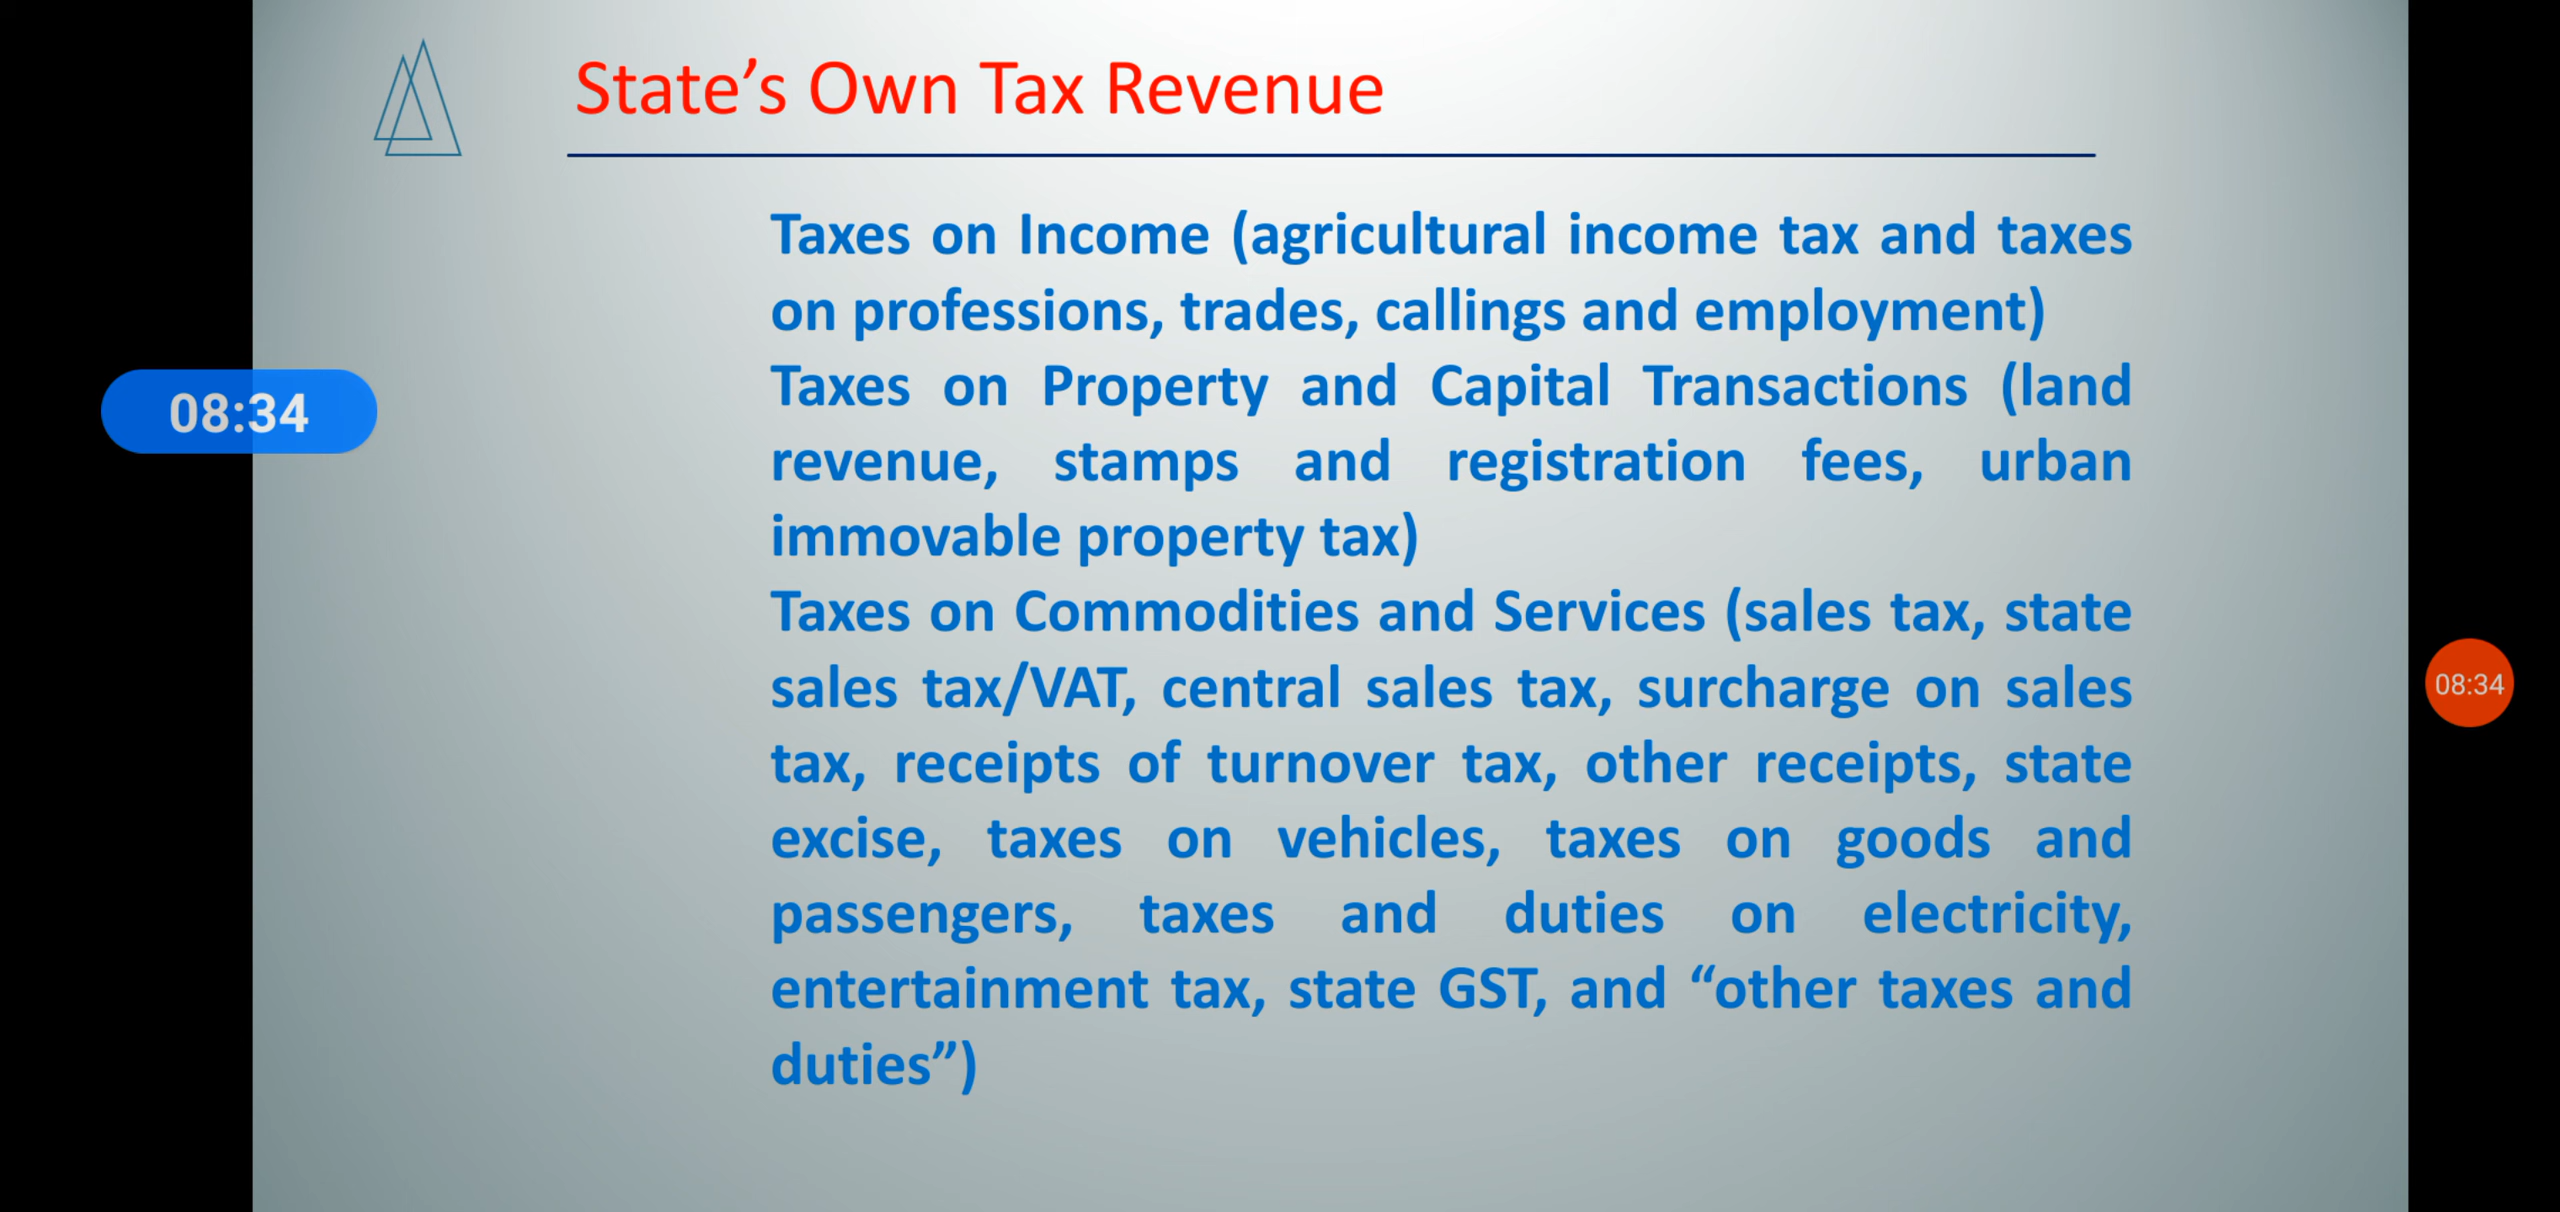 State’s Own Tax Revenue
Taxes on Income (agricultural income tax and taxes
on professions, trades, callings and employment)
Taxes on Property and Capital Transactions (land
revenue, stamps and registration fees, urban
immovable property tax)
Taxes on Commodities and Services (sales tax, state
sales tax/VAT, central sales tax, surcharge on sales
tax, receipts of turnover tax, other receipts, state
excise, taxes on vehicles, taxes on goods and
passengers, taxes and duties on electricity,
entertainment tax, state GST, and “other taxes and
duties”)
08:34
08:34